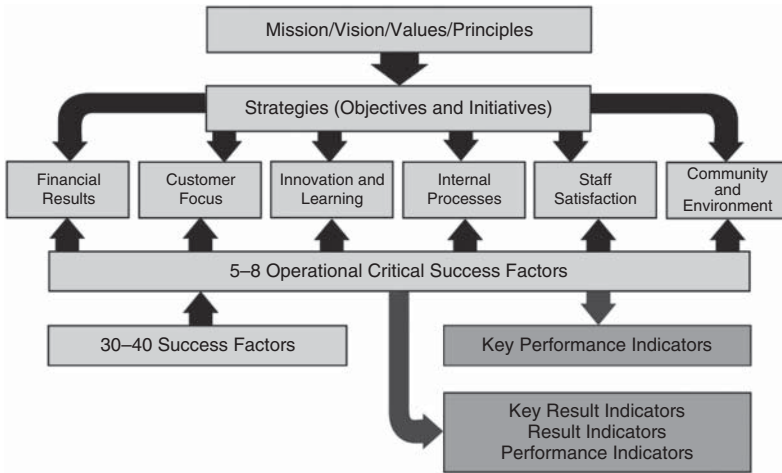 Mission/Vision/Values/Principles
Strategies (Objectives and Initiatives)
Financial
Results
Customer
Focus
Innovation and
Learning
Internal
Processes
Staff
Satisfaction
Community
and
Environment
5–8 Operational Critical Success Factors
30–40 Success Factors
Key Performance Indicators
Key Result Indicators
Result Indicators
Performance Indicators